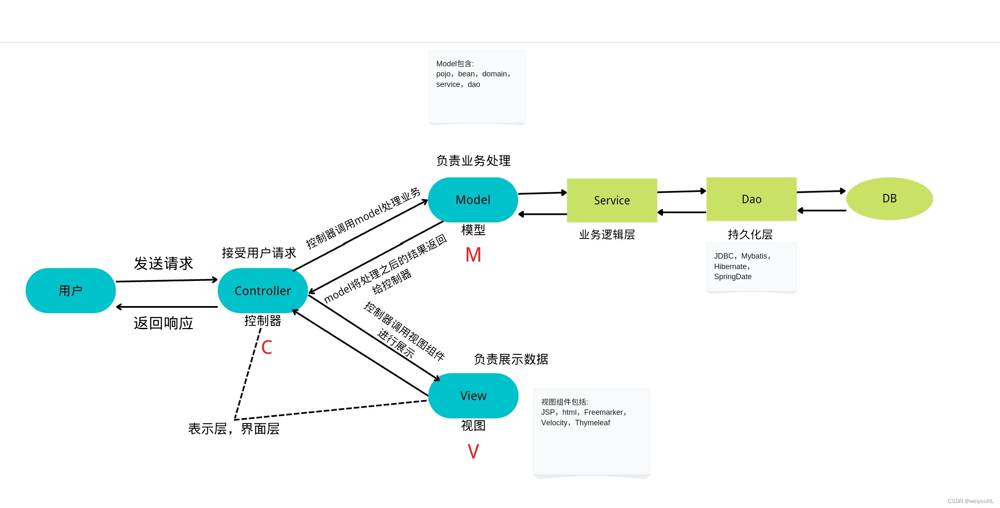 Model包含:
pojo，bean，domain，
service，dao
负责业务处理
Model
模型
M
Service
业务逻辑层
Dao
持久化层
DB
JDBC，Mybatis，
Hibernate，
SpringDate
控制器调用model处理业务
model将处理之后的结果返回
给控制器
用户
发送请求
返回响应
接受用户请求
Controller
控制器
C
控制器调用视图组件
进行展示
负责展示数据
View
视图
V
视图组件包括:
JSP，html，Freemarker，
Velocity，Thymeleaf
表示层，界面层
CSDN @weiyouNL